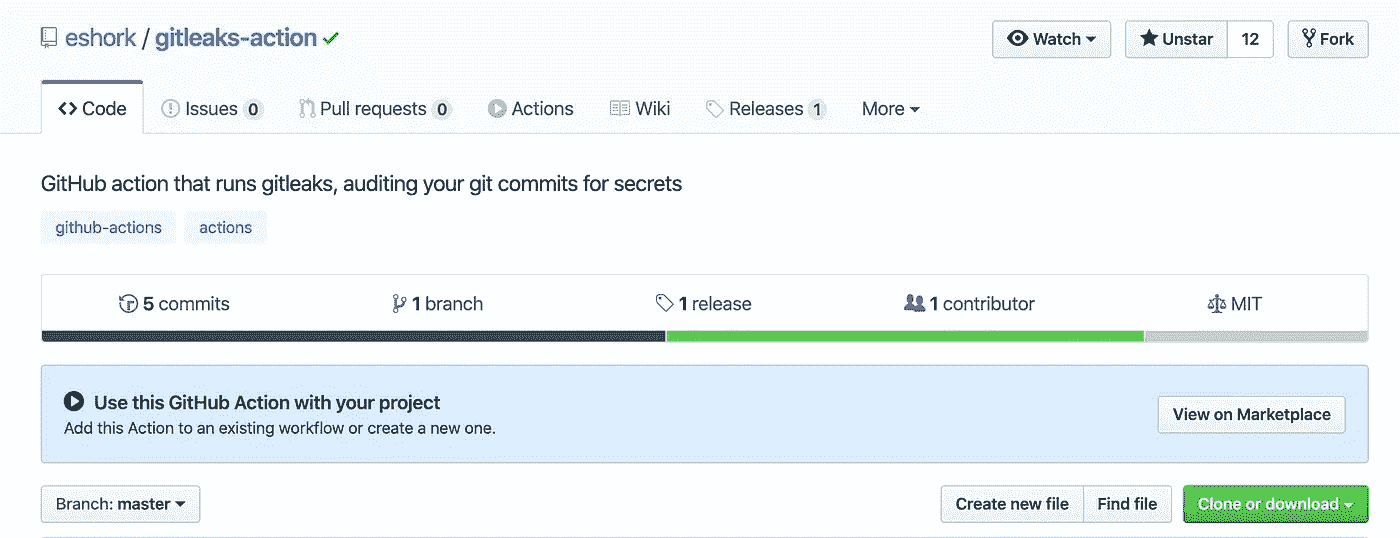 eshork / gitleaks-action
Watch Unstar 12 Fork
Code Issues 0 Pull requests 0 Actions Wiki Releases 1 More
GitHub action that runs gitleaks, auditing your git commits for secrets
github-actions actions
5 commits 1 branch 1 release 1 contributor MIT
Use this GitHub Action with your project
Add this Action to an existing workflow or create a new one.
View on Marketplace
Branch: master Create new file Find file Clone or download